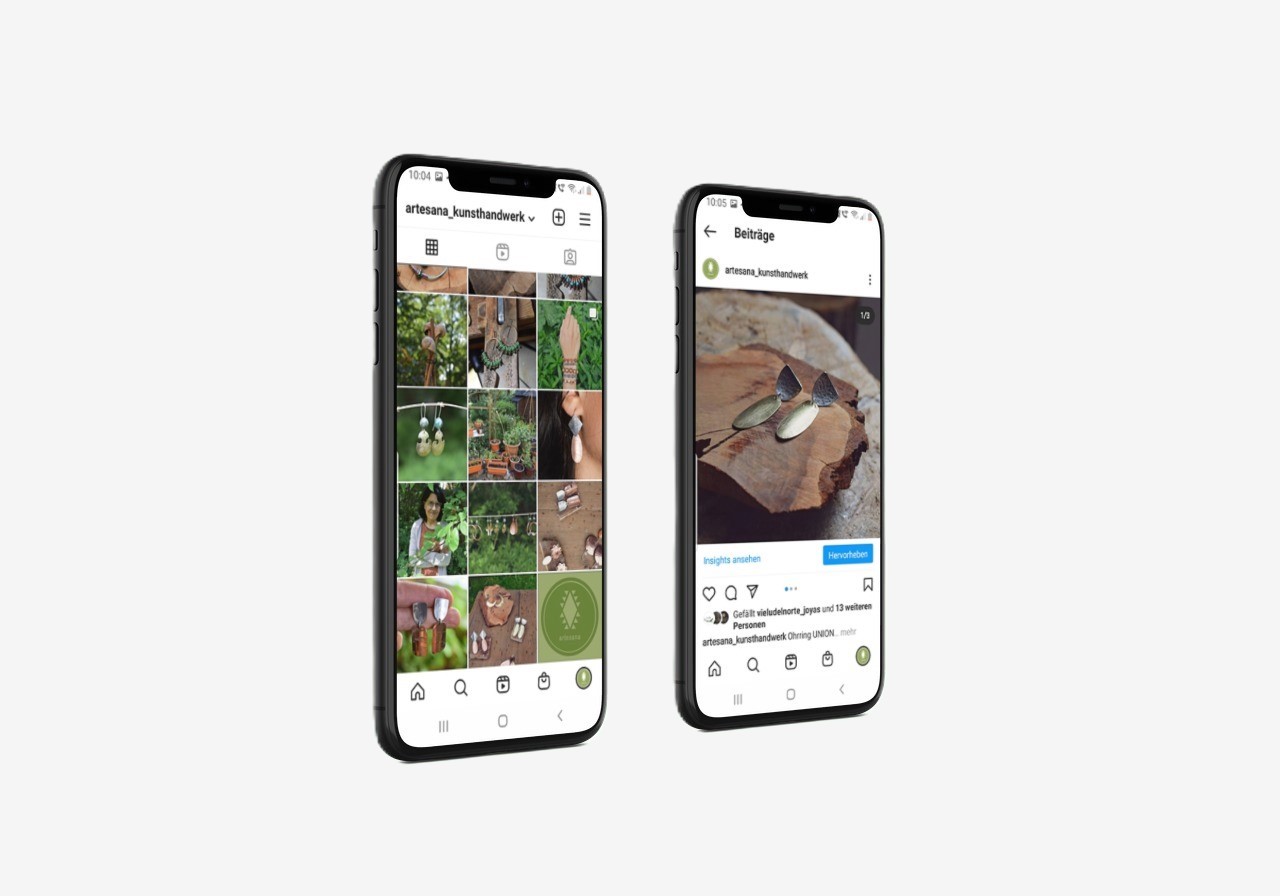 10:04
artesana_kunsthandwerk
artesana
10:05
Beiträge
artesana_kunsthandwerk
1/3
Insights ansehen
Hervorheben
Gefällt vieludelnorte_joyas und 13 weiteren
Personen
artesana_kunsthandwerk Ohrring UNION... mehr